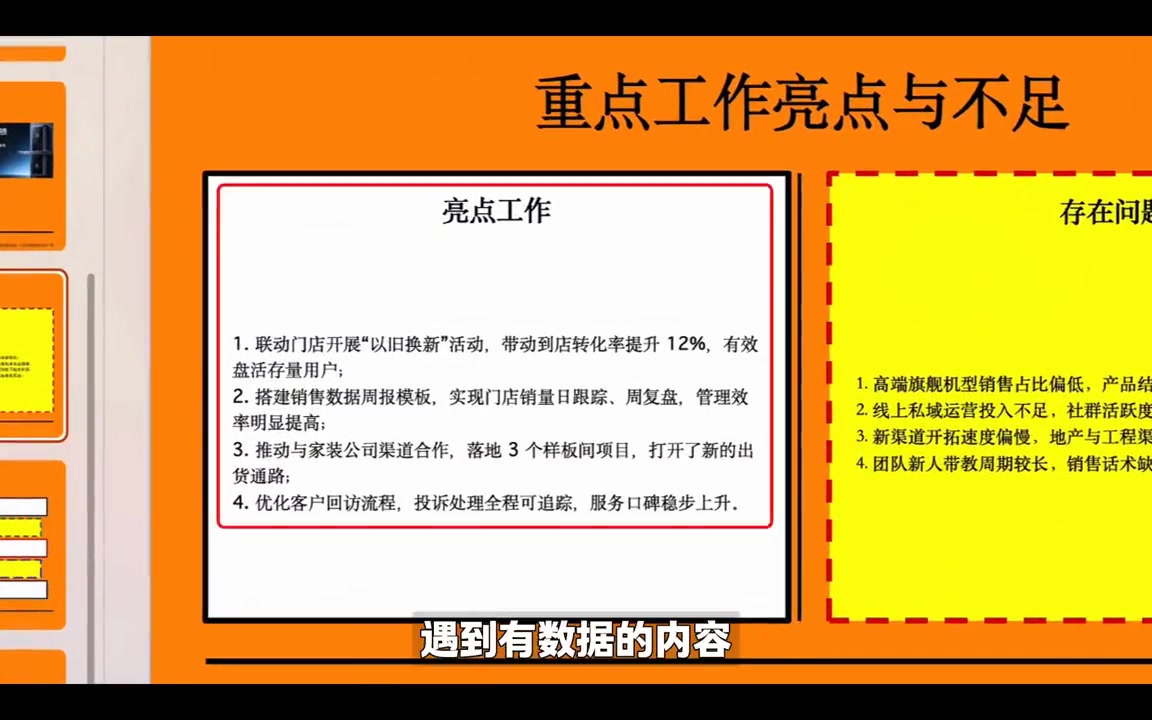 重点工作亮点与不足
亮点工作
1. 联动门店开展“以旧换新”活动，带动到店转化率提升 12%，有效
盘活存量用户；
2. 搭建销售数据周报模板，实现门店销量日跟踪、周复盘，管理效
率明显提高；
3. 推动与家装公司渠道合作，落地 3 个样板间项目，打开了新的出
货通路；
4. 优化客户回访流程，投诉处理全程可追踪，服务口碑稳步上升。
存在问题
1. 高端旗舰机型销售占比偏低，产品结
2. 线上私域运营投入不足，社群活跃度
3. 新渠道开拓速度偏慢，地产与工程渠
4. 团队新人带教周期较长，销售话术缺
遇到有数据的内容